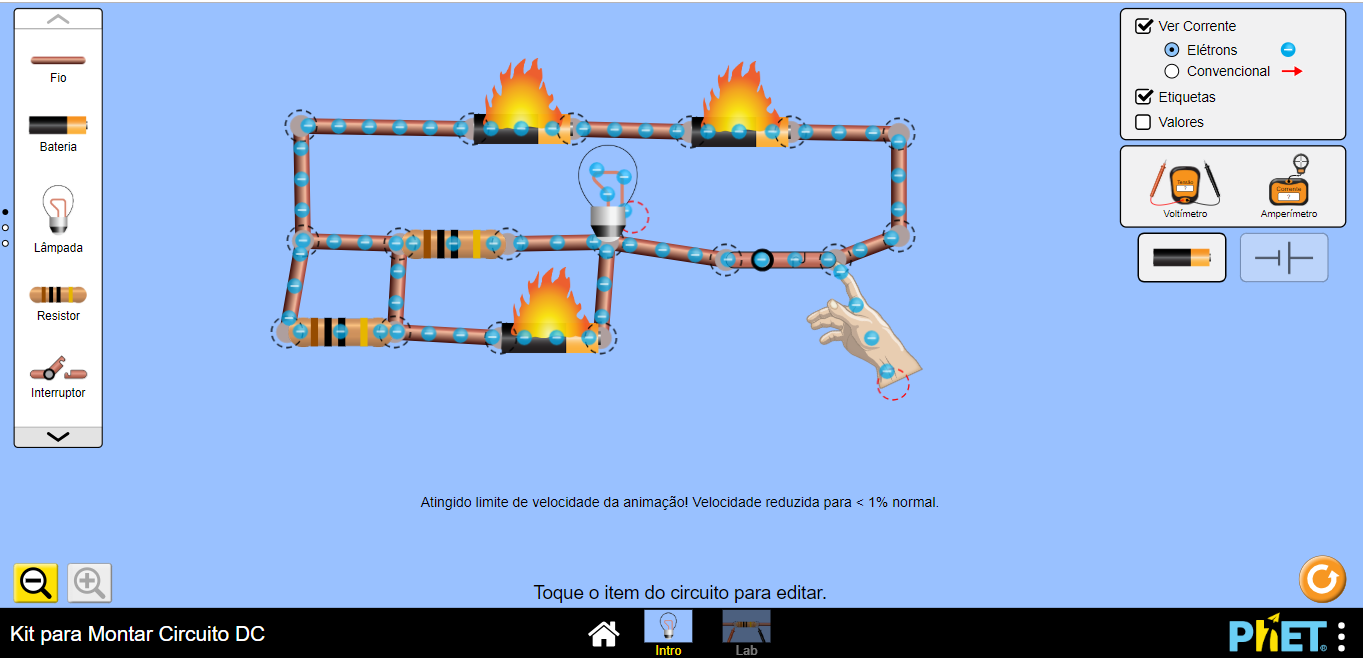 Fio
Bateria
Lâmpada
Resistor
Interruptor
Ver Corrente
Elétrons
Convencional
Etiquetas
Valores
Tensão
?
Voltímetro
Corrente
?
Amperímetro
Atingido limite de velocidade da animação! Velocidade reduzida para < 1% normal.
Toque o item do circuito para editar.
Kit para Montar Circuito DC
Intro
Lab
PhET